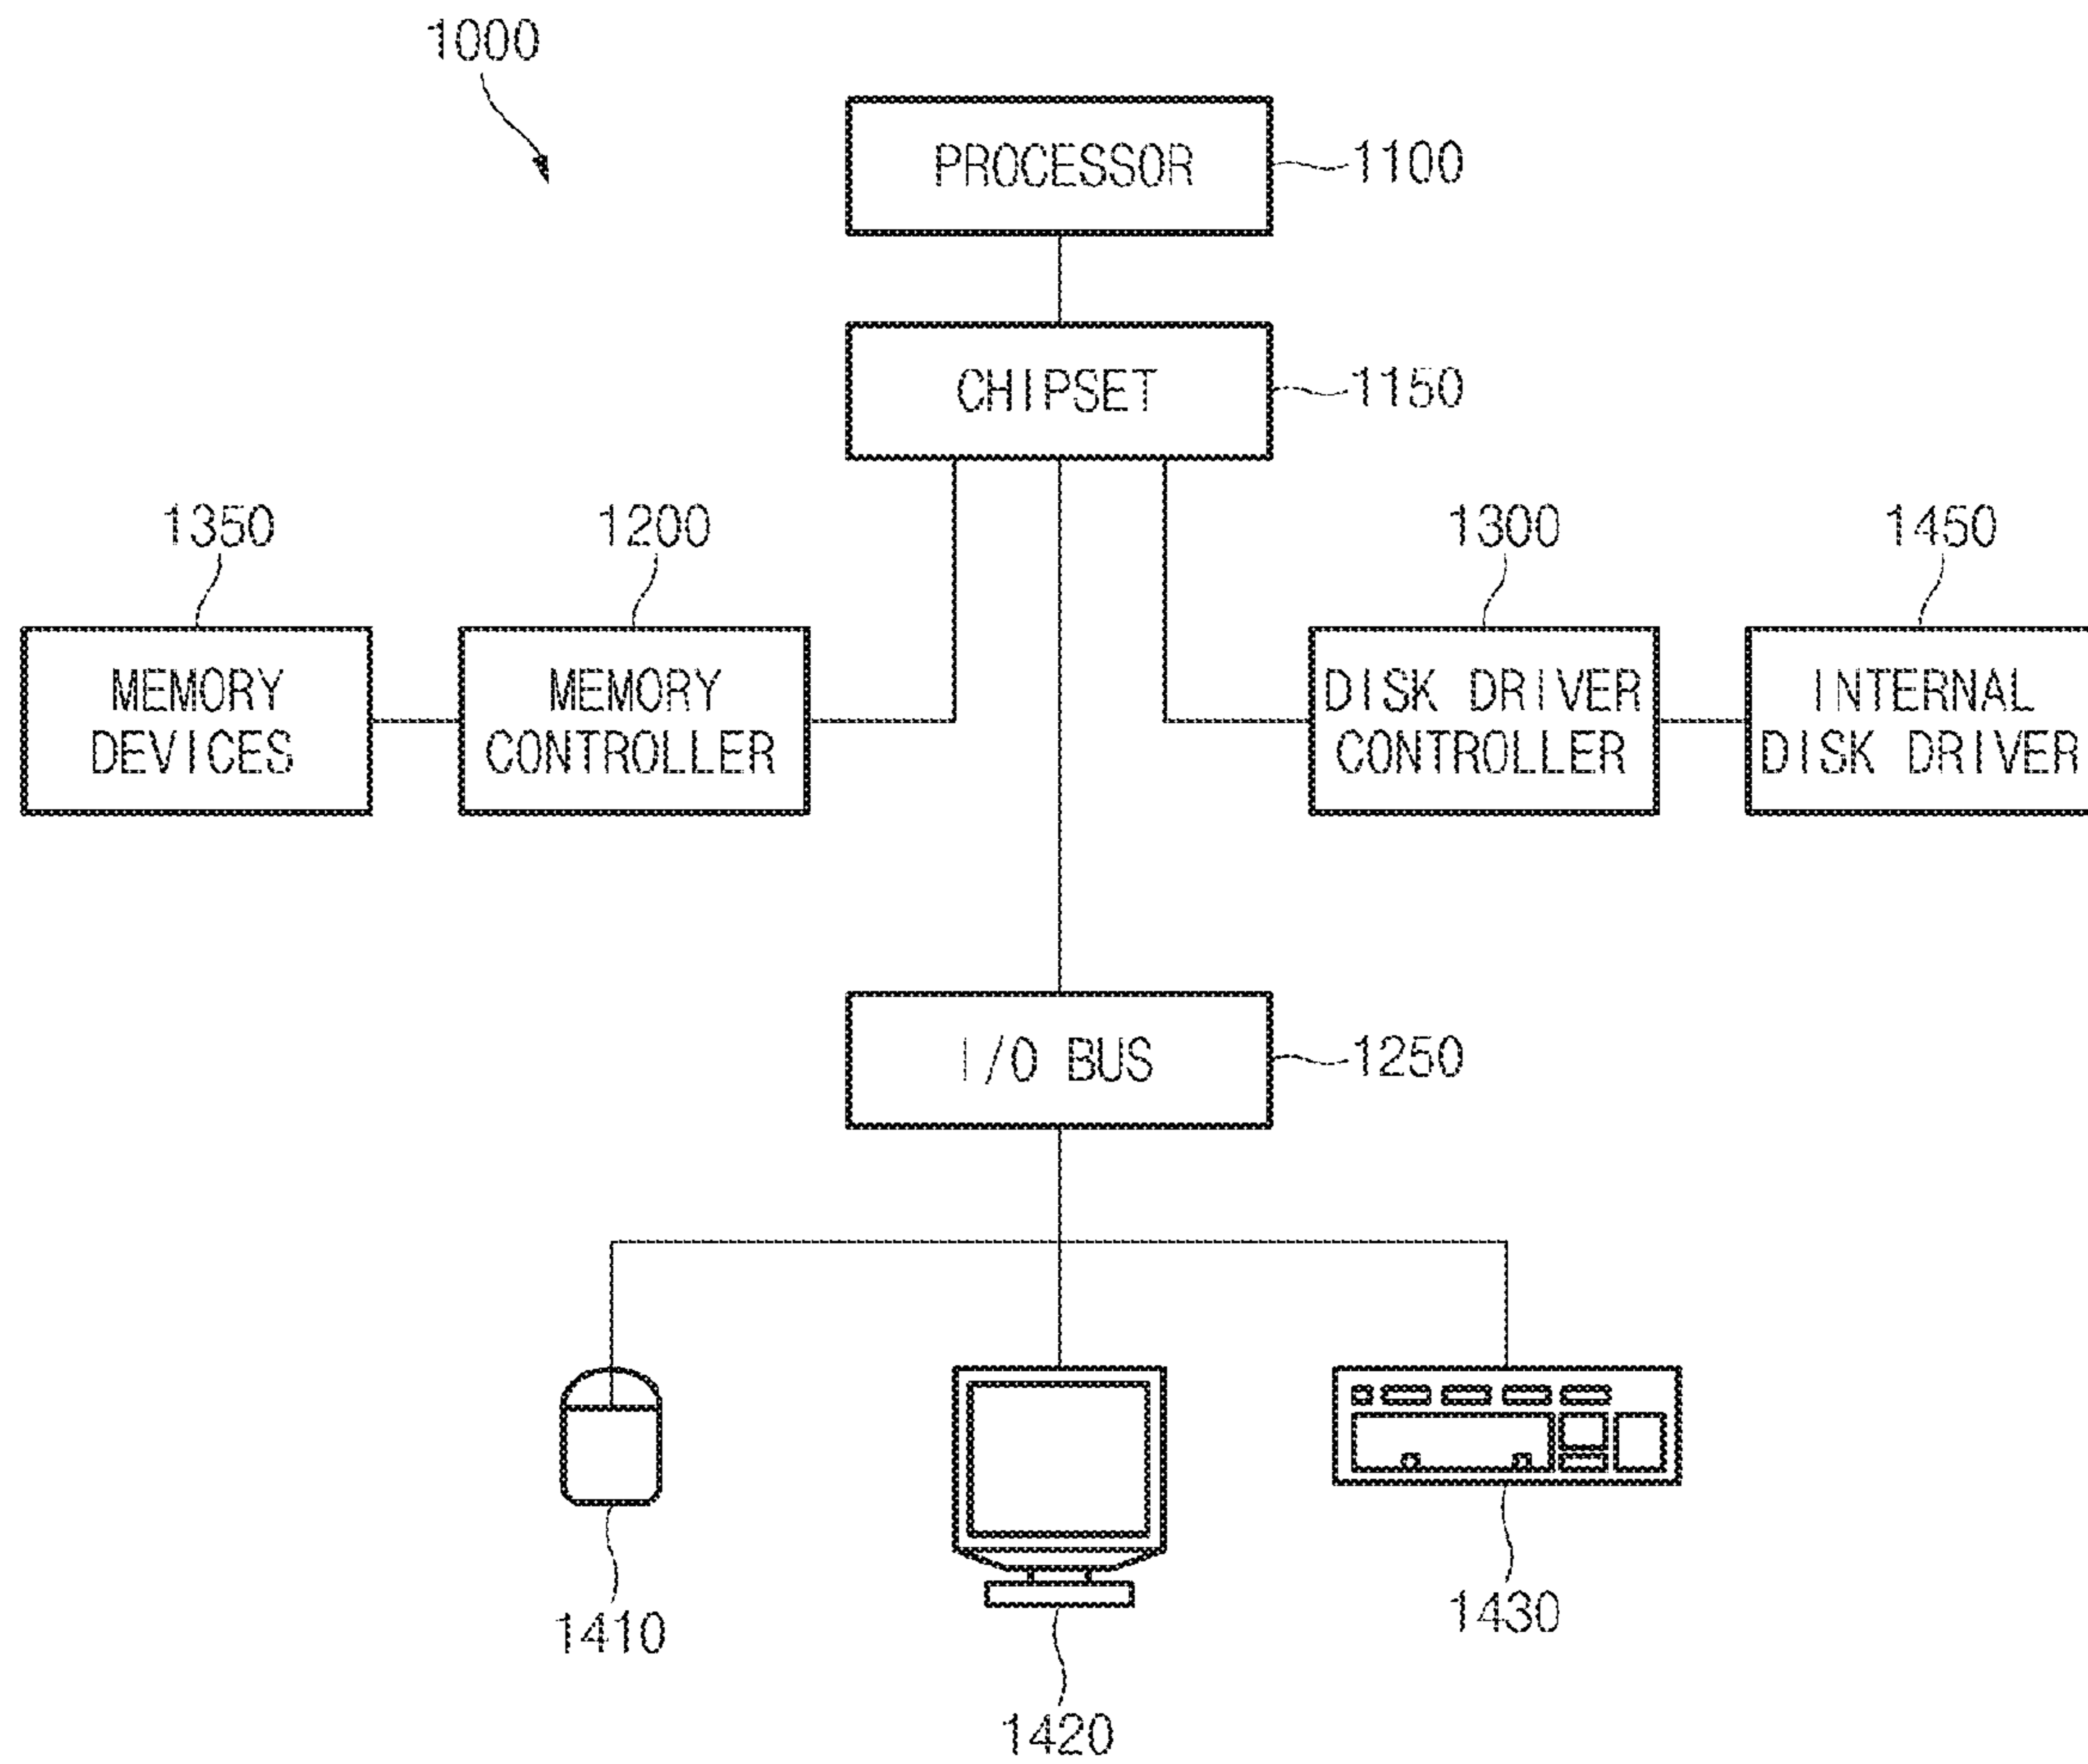 1000
PROCESSOR
1100
CHIPSET
1150
1350
1200
1300
1450
MEMORY
DEVICES
MEMORY
CONTROLLER
DISK DRIVER
CONTROLLER
INTERNAL
DISK DRIVER
I/O BUS
1250
1410
1420
1430